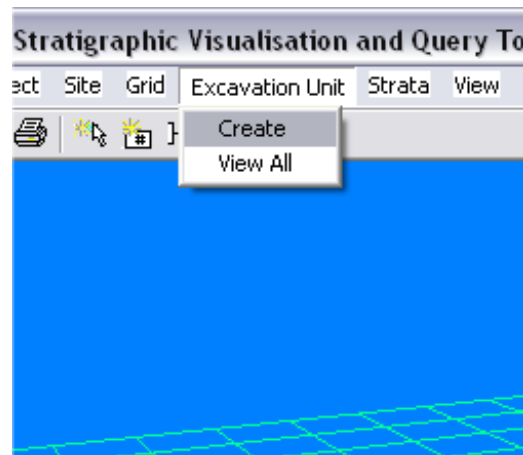 Stratigraphic Visualisation and Query To
ect Site Grid Excavation Unit Strata View
#
Create
View All